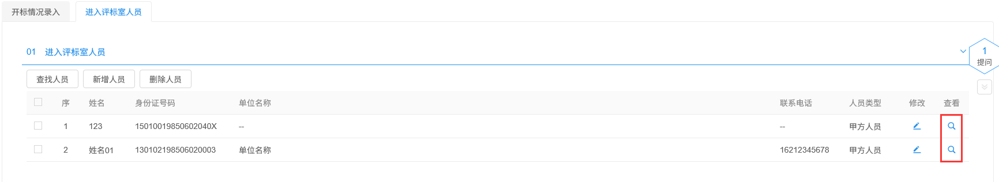 开标情况录入 进入评标室人员
01 进入评标室人员
1
提问
查找人员 新增人员 删除人员
序 姓名 身份证号码 单位名称 联系电话 人员类型 修改 查看
1 123 15010019850602040X -- -- 甲方人员
2 姓名01 130102198506020003 单位名称 16212345678 甲方人员